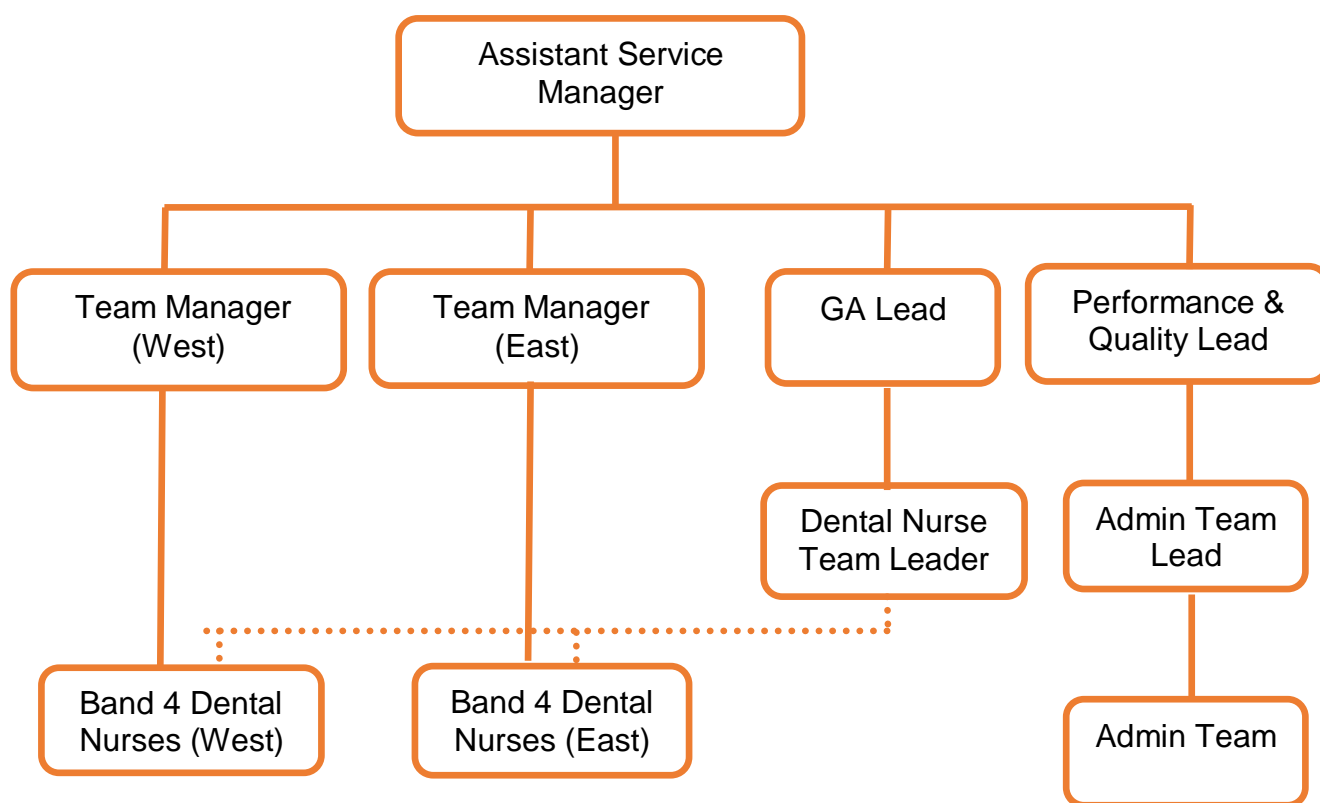 Assistant Service
Manager
Team Manager
(West)
Team Manager
(East)
GA Lead
Performance &
Quality Lead
Dental Nurse
Team Leader
Admin Team
Lead
Band 4 Dental
Nurses (West)
Band 4 Dental
Nurses (East)
Admin Team